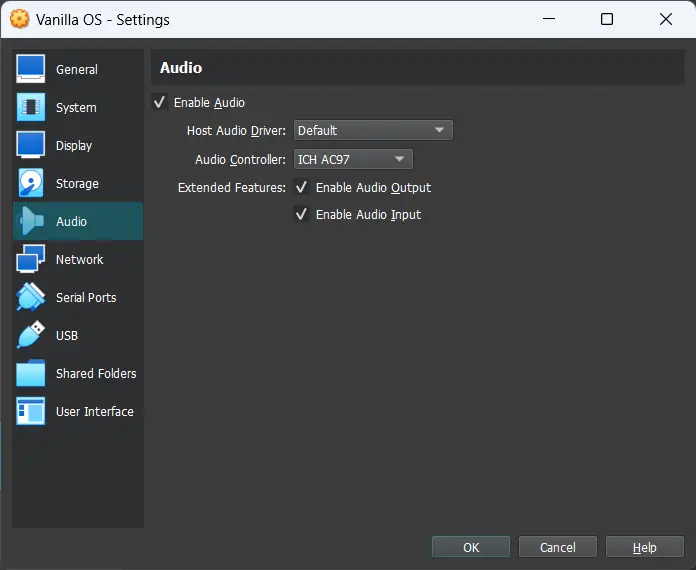 Vanilla OS - Settings
General
System
Display
Storage
Audio
Network
Serial Ports
USB
Shared Folders
User Interface
Audio
Enable Audio
Host Audio Driver: Default
Audio Controller: ICH AC97
Extended Features: Enable Audio Output
Enable Audio Input
OK Cancel Help